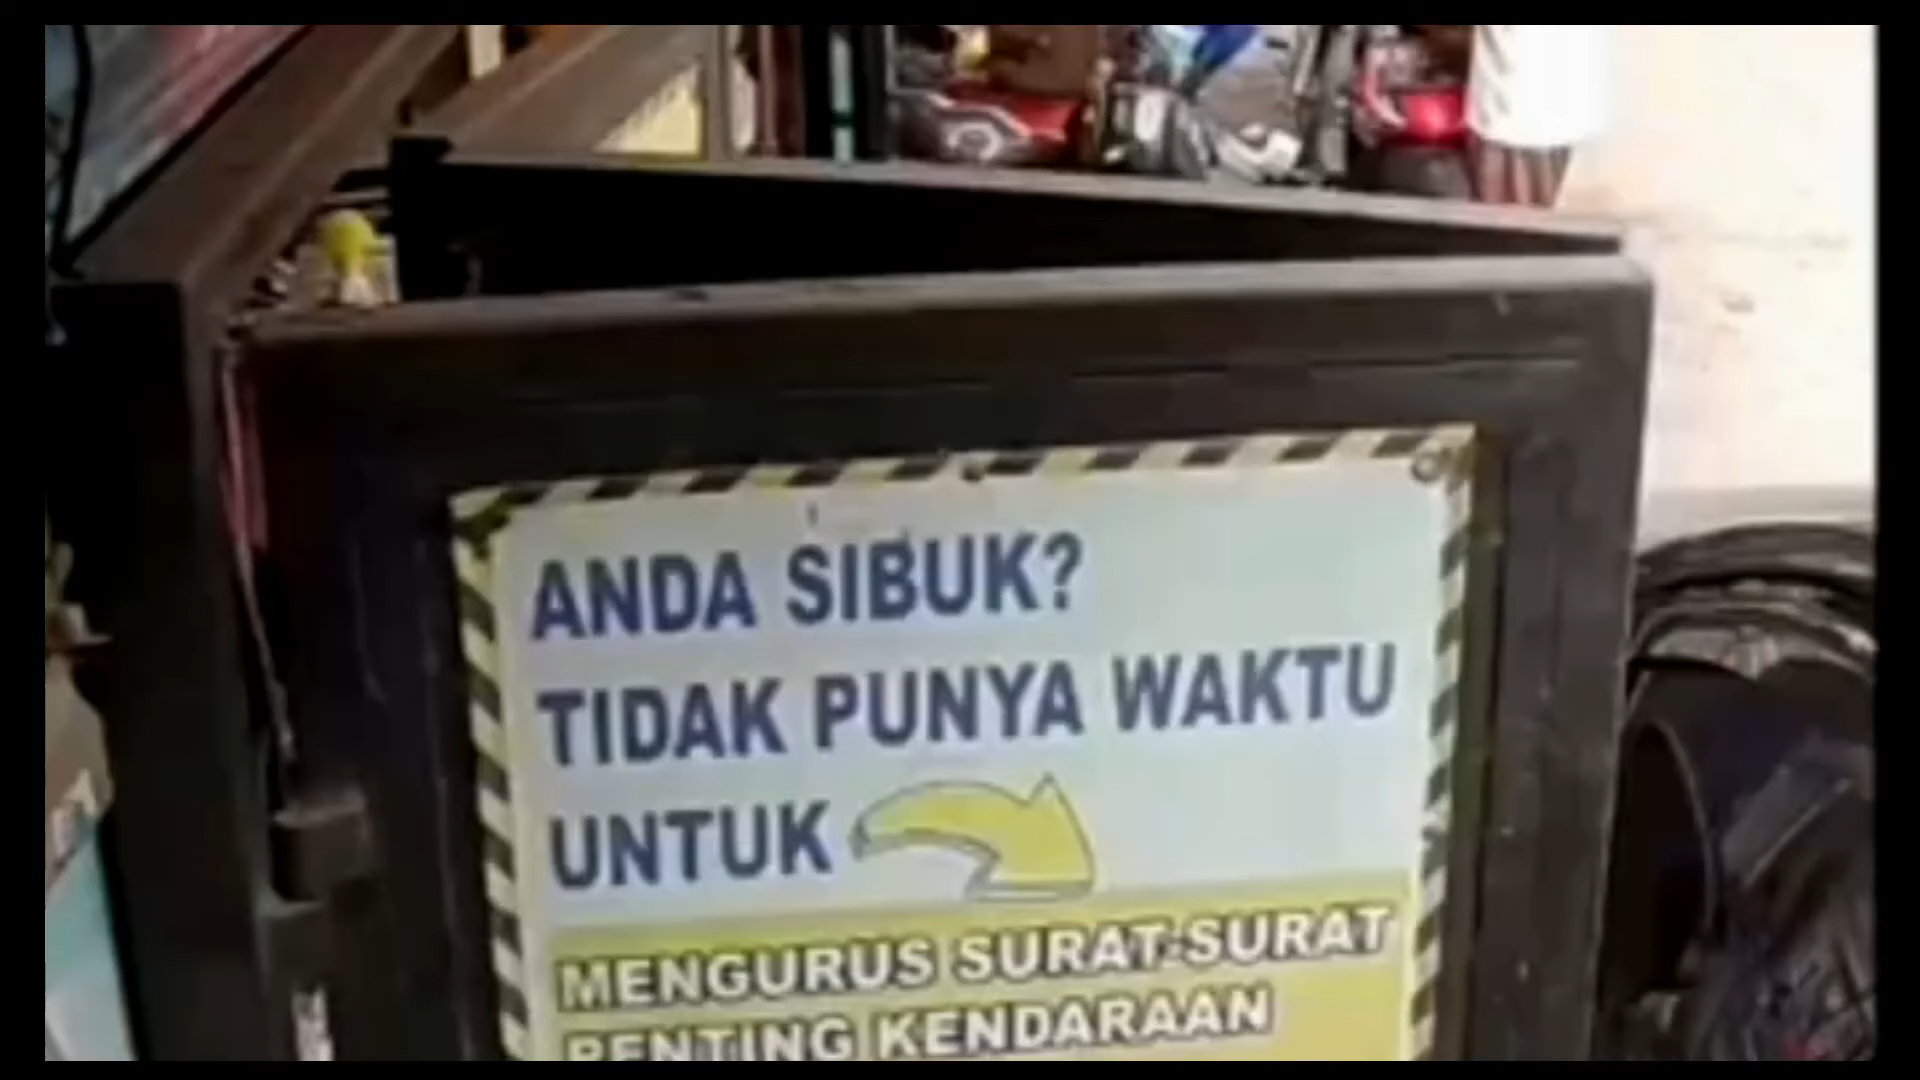 ANDA SIBUK?
TIDAK PUNYA WAKTU
UNTUK
MENGURUS SURAT-SURAT
PENTING KENDARAAN